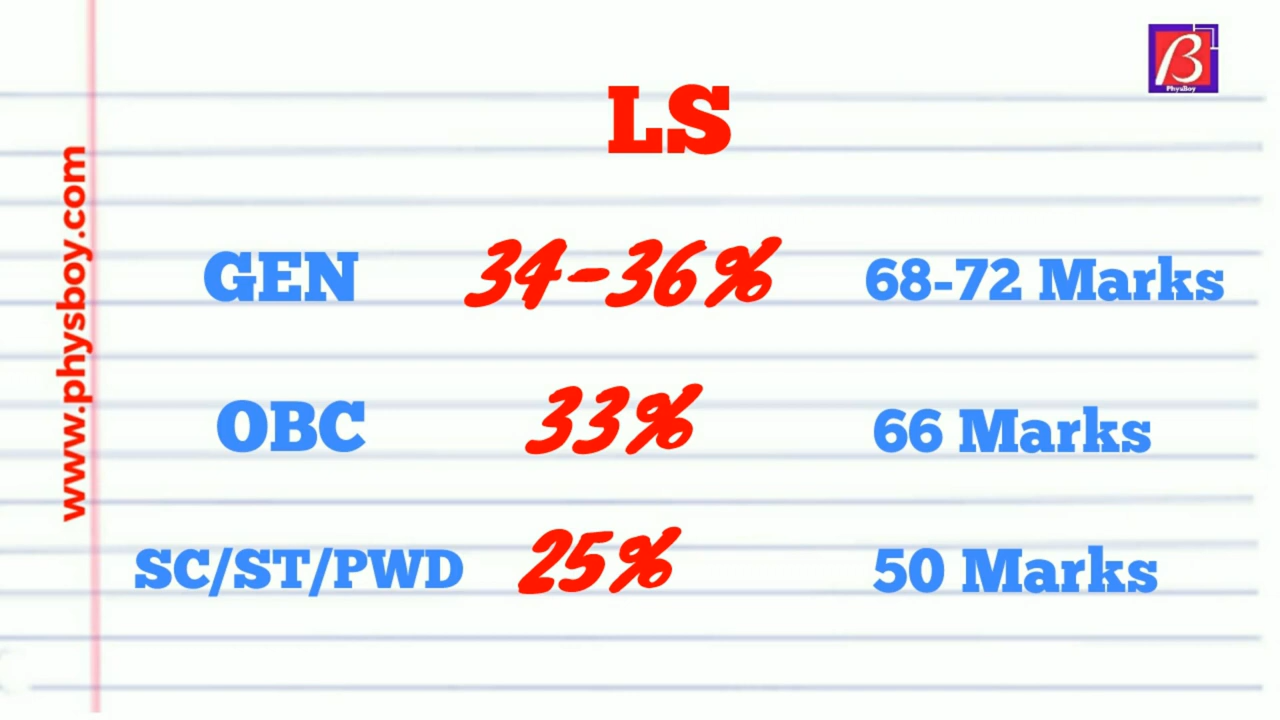 PhysBoy
LS
www.physboy.com
GEN 34-36% 68-72 Marks
OBC 33% 66 Marks
SC/ST/PWD 25% 50 Marks